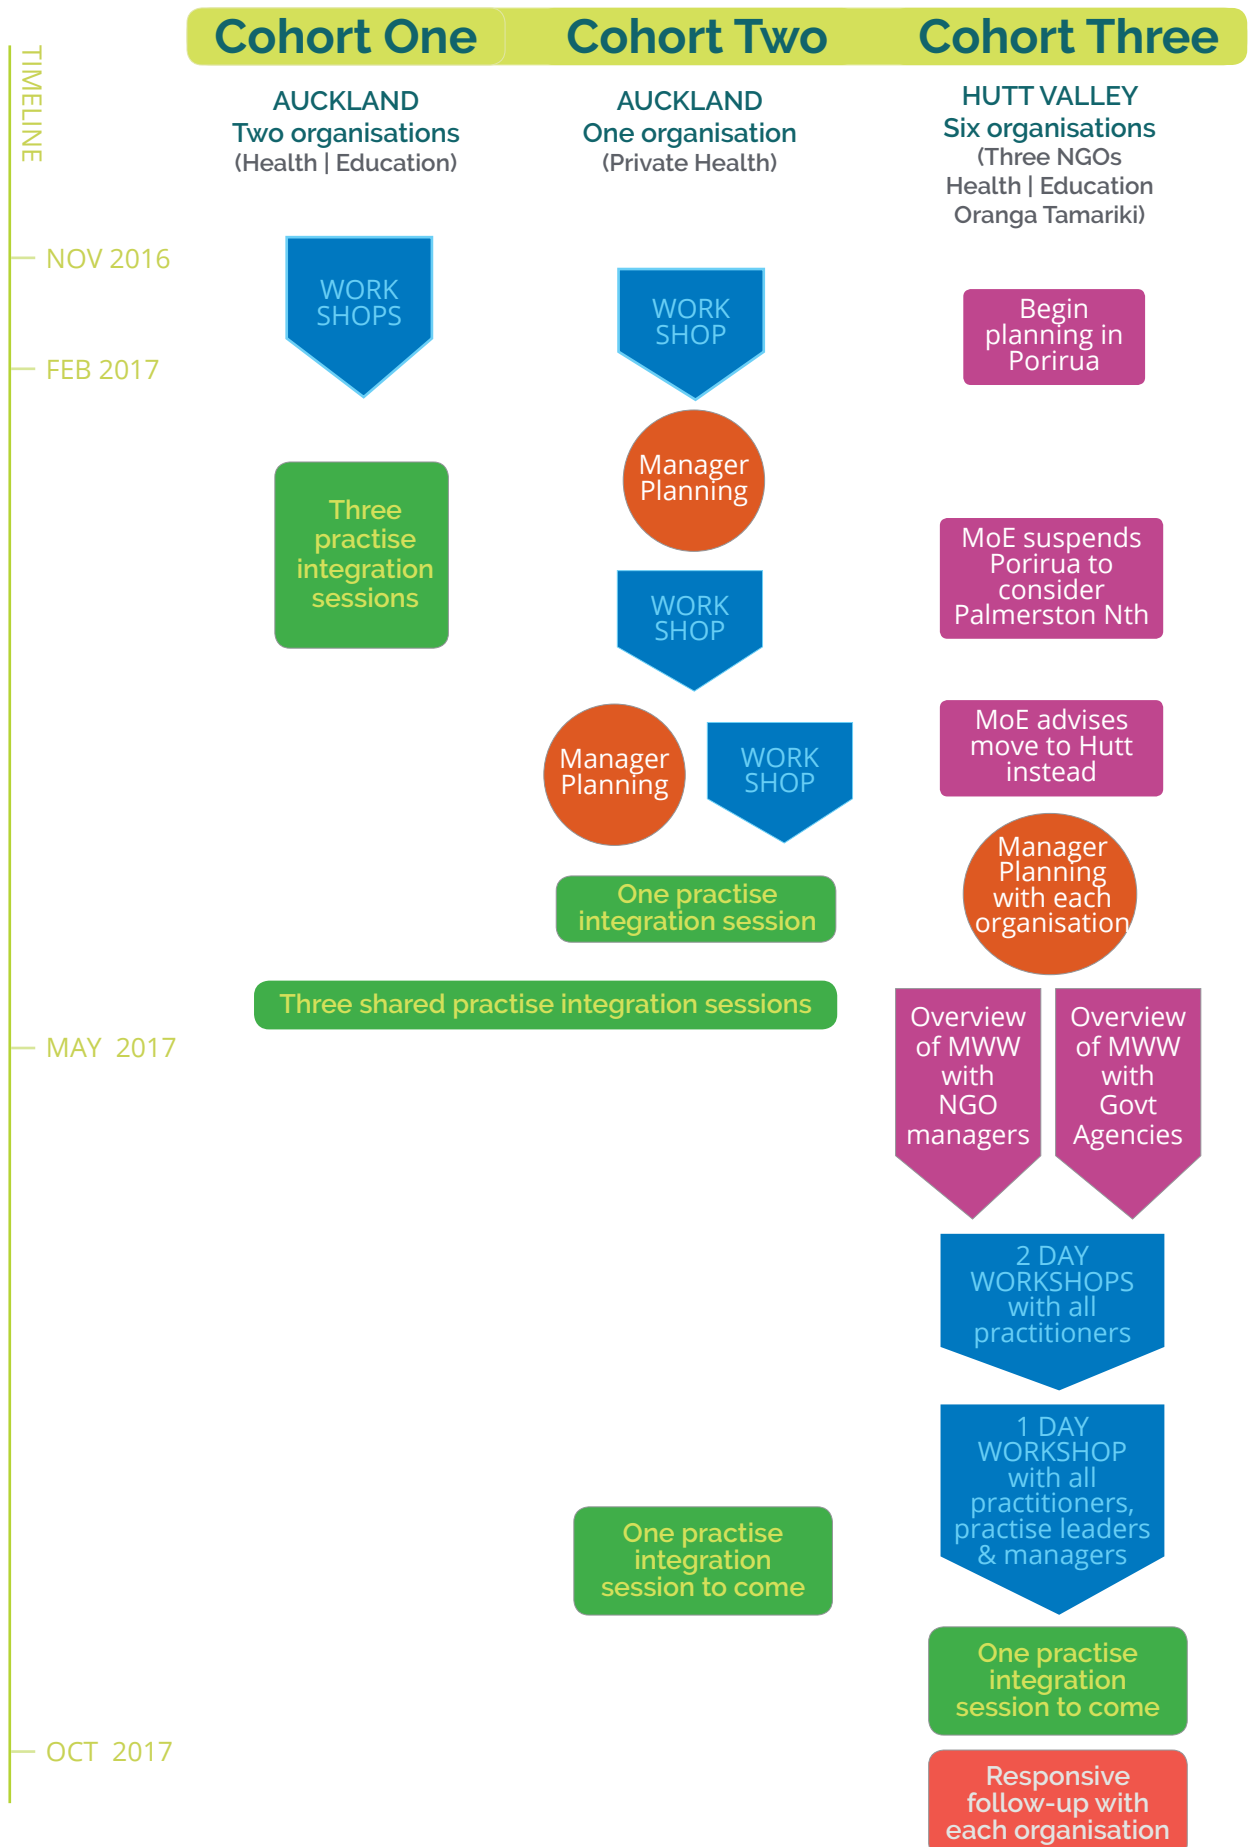 Cohort One
Cohort Two
Cohort Three
TIMELINE
AUCKLAND
Two organisations
(Health | Education)
AUCKLAND
One organisation
(Private Health)
HUTT VALLEY
Six organisations
(Three NGOs
Health | Education
Oranga Tamariki)
NOV 2016
WORK
SHOPS
WORK
SHOP
Begin
planning in
Porirua
FEB 2017
Manager
Planning
Three
practise
integration
sessions
MoE suspends
Porirua to
consider
Palmerston Nth
WORK
SHOP
MoE advises
move to Hutt
instead
Manager
Planning
WORK
SHOP
Manager
Planning
with each
organisation
One practise
integration session
Three shared practise integration sessions
MAY 2017
Overview
of MWW
with
NGO
managers
Overview
of MWW
with
Govt
Agencies
2 DAY
WORKSHOPS
with all
practitioners
1 DAY
WORKSHOP
with all
practitioners,
practise leaders
& managers
One practise
integration
session to come
One practise
integration
session to come
OCT 2017
Responsive
follow-up with
each organisation